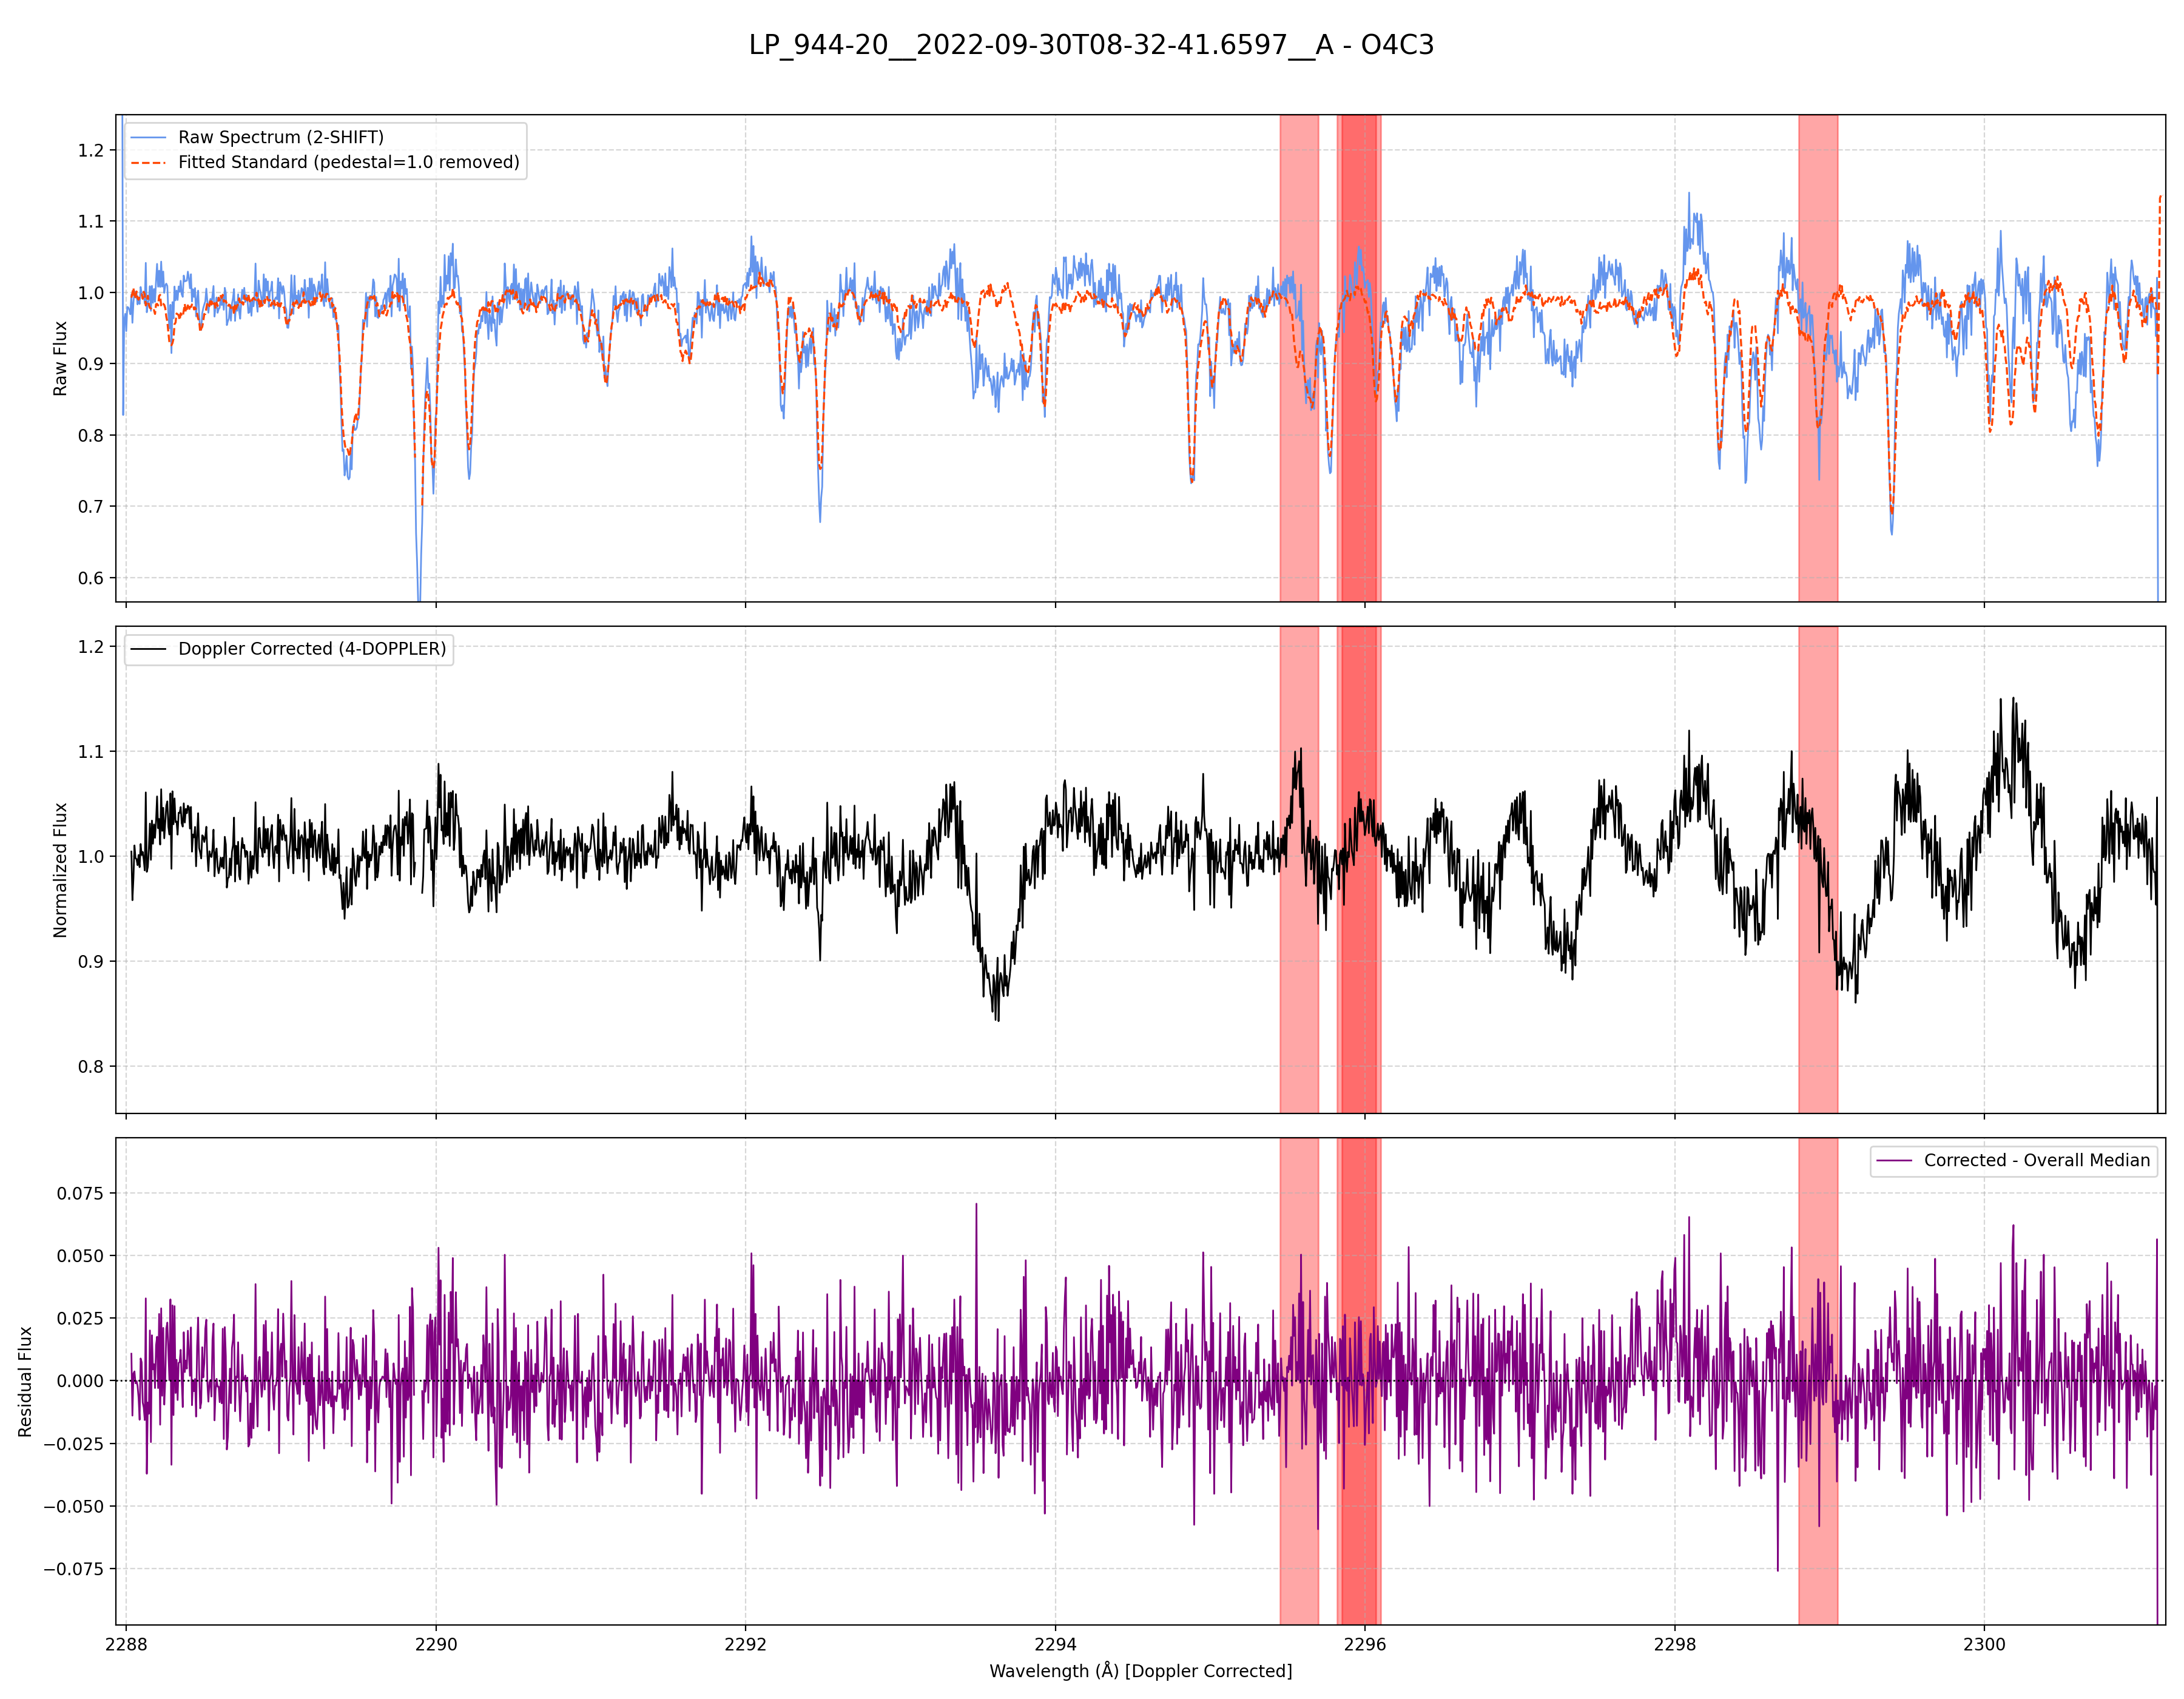 LP_944-20__2022-09-30T08-32-41.6597__A - O4C3
Raw Spectrum (2-SHIFT)
Fitted Standard (pedestal=1.0 removed)
1.2
1.1
1.0
0.9
0.8
0.7
0.6
Raw Flux
Doppler Corrected (4-DOPPLER)
1.2
1.1
1.0
0.9
0.8
Normalized Flux
Corrected - Overall Median
0.075
0.050
0.025
0.000
−0.025
−0.050
−0.075
Residual Flux
2288 2290 2292 2294 2296 2298 2300
Wavelength (Å) [Doppler Corrected]